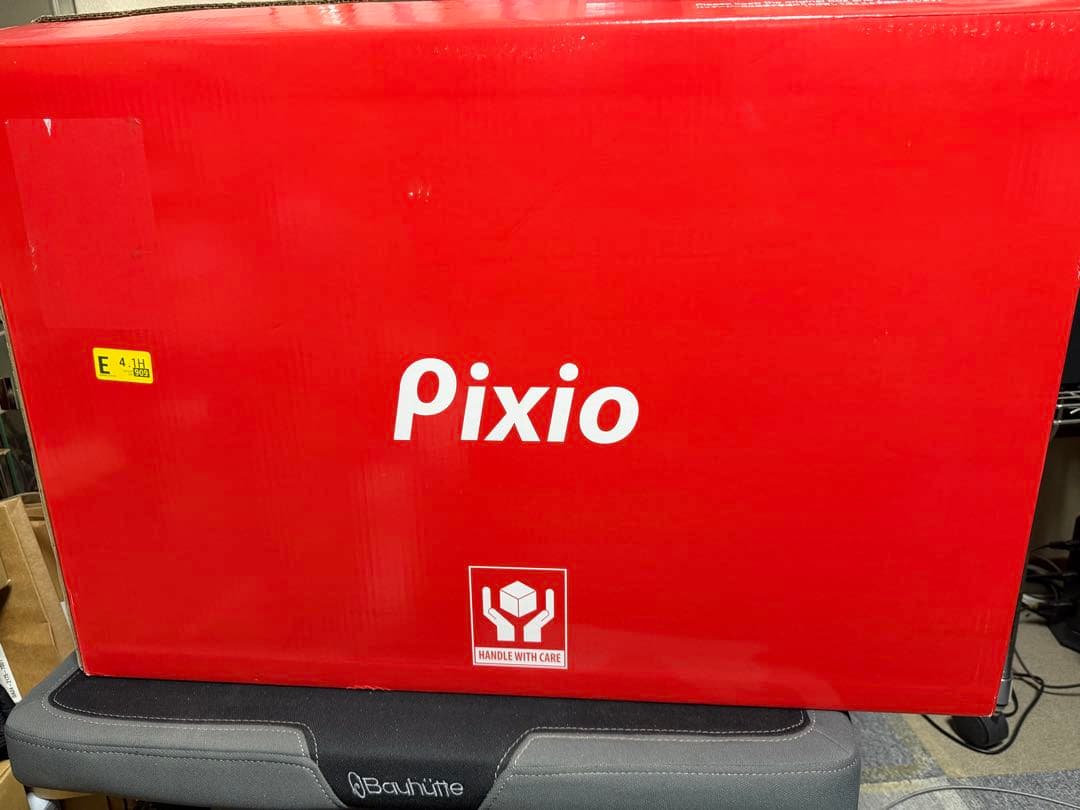 E 4.1H
909
Pixio
HANDLE WITH CARE
Bauhütte